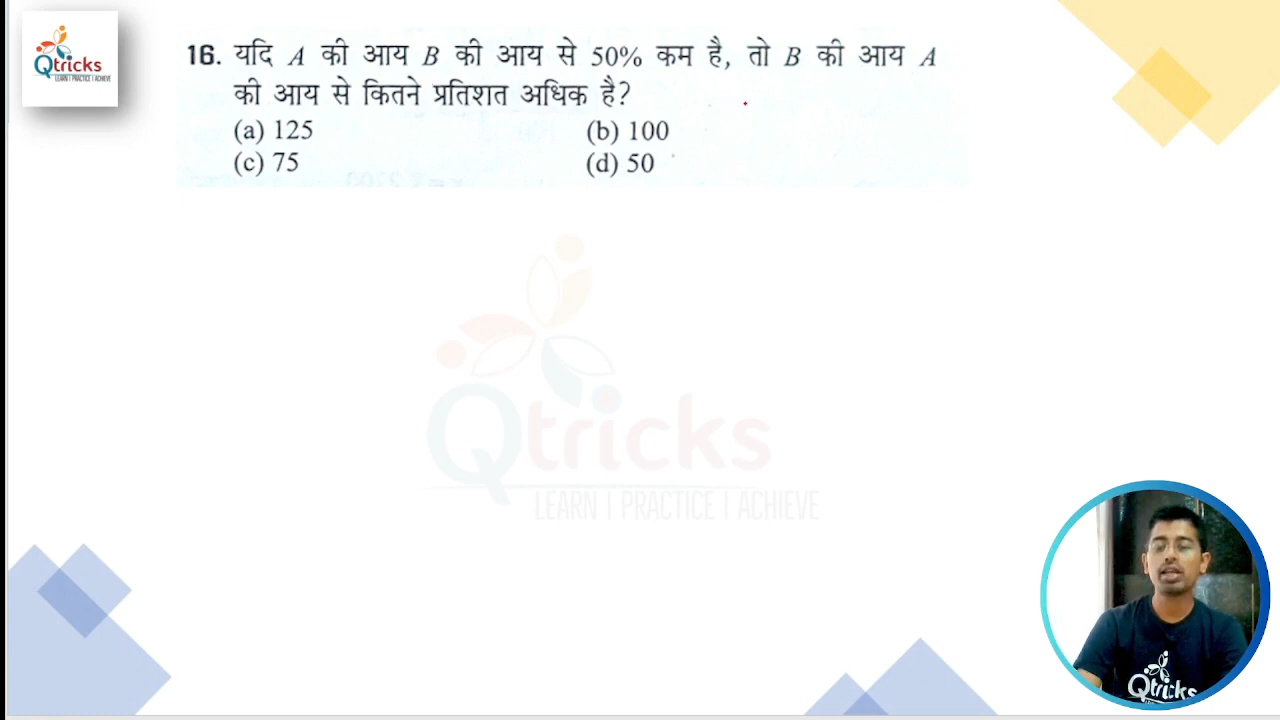 Qtricks
LEARN | PRACTICE | ACHIEVE
16. यदि A की आय B की आय से 50% कम है, तो B की आय A
की आय से कितने प्रतिशत अधिक है?
(a) 125 (b) 100
(c) 75 (d) 50
Qtricks
LEARN | PRACTICE | ACHIEVE
Qtricks